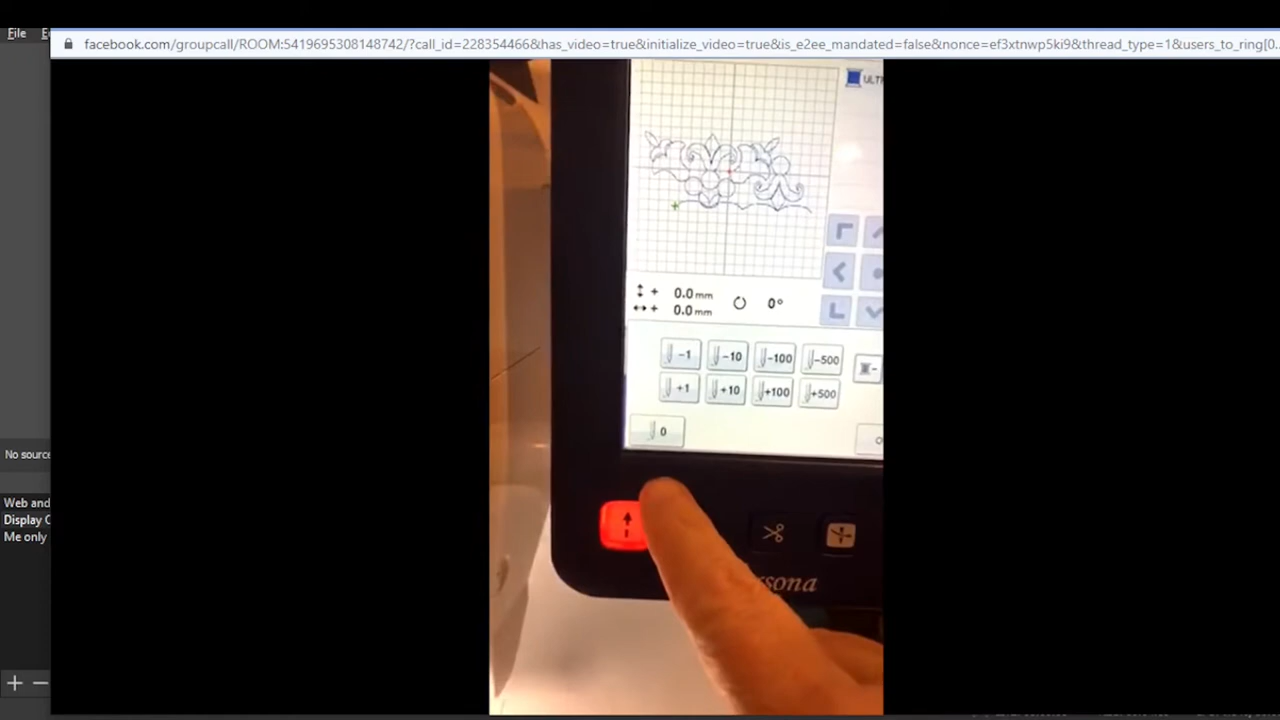 File
facebook.com/groupcall/ROOM:5419695308148742/?call_id=228354466&has_video=true&initialize_video=true&is_e2ee_mandated=false&nonce=ef3xtnwp5ki9&thread_type=1&users_to_ring[0...
ULT
+ 0.0 mm
+ 0.0 mm
0°
-1 -10 -100 -500
+1 +10 +100 +500
0
No source
Web and
Display C
Me only
rsona